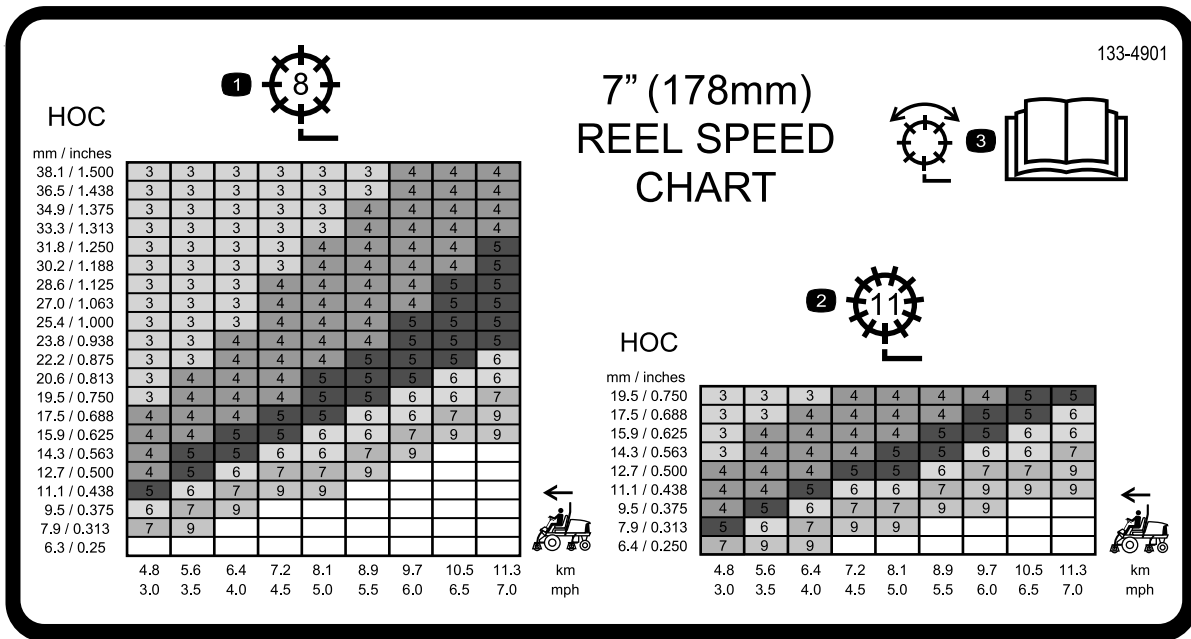 133-4901
7” (178mm)
REEL SPEED
CHART
3
1
8
HOC
mm / inches
38.1 / 1.500 3 3 3 3 3 3 4 4 4
36.5 / 1.438 3 3 3 3 3 3 4 4 4
34.9 / 1.375 3 3 3 3 3 4 4 4 4
33.3 / 1.313 3 3 3 3 3 4 4 4 4
31.8 / 1.250 3 3 3 3 4 4 4 4 5
30.2 / 1.188 3 3 3 3 4 4 4 4 5
28.6 / 1.125 3 3 3 4 4 4 4 5 5
27.0 / 1.063 3 3 3 4 4 4 4 5 5
25.4 / 1.000 3 3 3 4 4 4 5 5 5
23.8 / 0.938 3 3 4 4 4 4 5 5 5
22.2 / 0.875 3 3 4 4 4 5 5 5 6
20.6 / 0.813 3 4 4 4 5 5 5 6 6
19.5 / 0.750 3 4 4 4 5 5 6 6 7
17.5 / 0.688 4 4 4 5 5 6 6 7 9
15.9 / 0.625 4 4 5 5 6 6 7 9 9
14.3 / 0.563 4 5 5 6 6 7 9
12.7 / 0.500 4 5 6 7 7 9
11.1 / 0.438 5 6 7 9 9
9.5 / 0.375 6 7 9
7.9 / 0.313 7 9
6.3 / 0.25
4.8 5.6 6.4 7.2 8.1 8.9 9.7 10.5 11.3 km
3.0 3.5 4.0 4.5 5.0 5.5 6.0 6.5 7.0 mph
2
11
HOC
mm / inches
19.5 / 0.750 3 3 3 4 4 4 4 5 5
17.5 / 0.688 3 3 4 4 4 4 5 5 6
15.9 / 0.625 3 4 4 4 4 5 5 6 6
14.3 / 0.563 3 4 4 4 5 5 6 6 7
12.7 / 0.500 4 4 4 5 5 6 7 7 9
11.1 / 0.438 4 4 5 6 6 7 9 9 9
9.5 / 0.375 4 5 6 7 7 9 9
7.9 / 0.313 5 6 7 9 9
6.4 / 0.250 7 9 9
4.8 5.6 6.4 7.2 8.1 8.9 9.7 10.5 11.3 km
3.0 3.5 4.0 4.5 5.0 5.5 6.0 6.5 7.0 mph